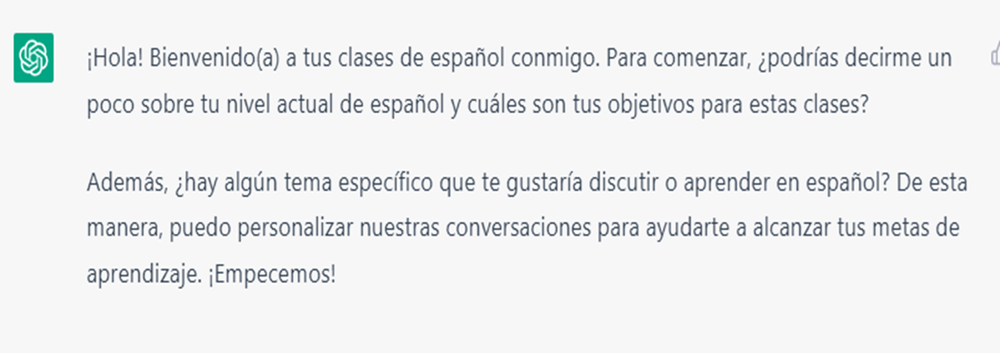 ¡Hola! Bienvenido(a) a tus clases de español conmigo. Para comenzar, ¿podrías decirme un
poco sobre tu nivel actual de español y cuáles son tus objetivos para estas clases?
Además, ¿hay algún tema específico que te gustaría discutir o aprender en español? De esta
manera, puedo personalizar nuestras conversaciones para ayudarte a alcanzar tus metas de
aprendizaje. ¡Empecemos!